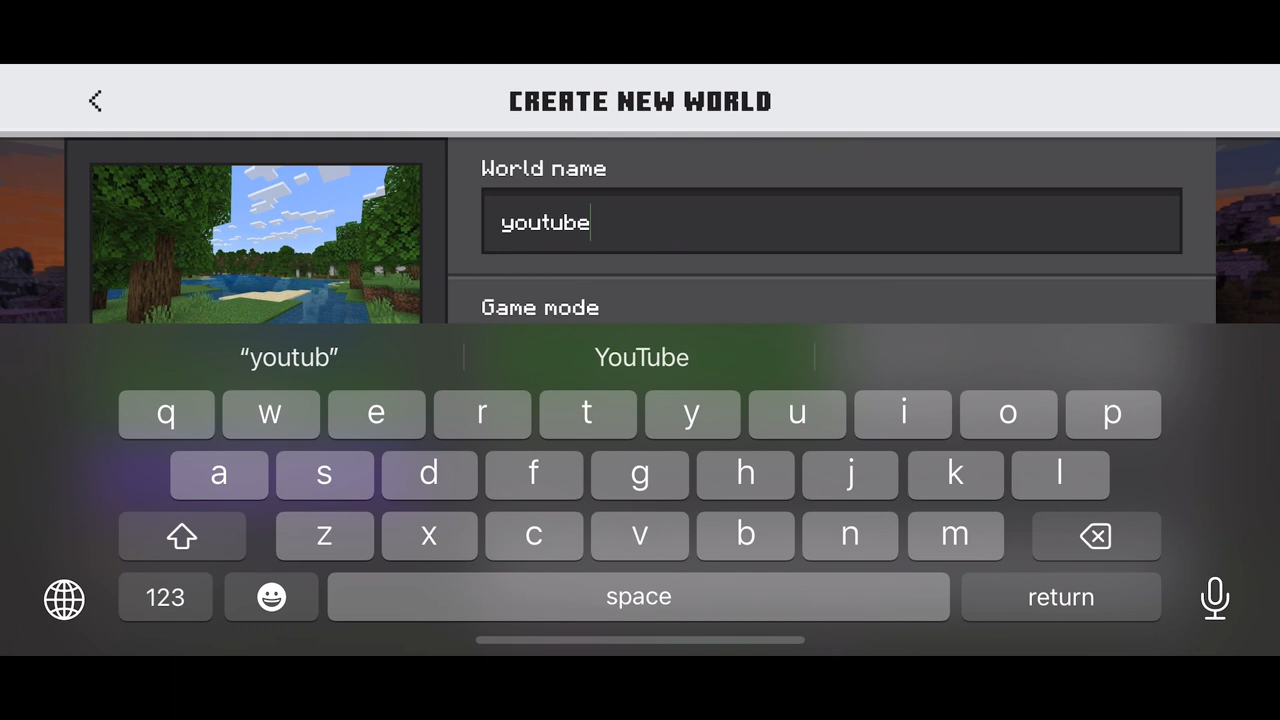 CREATE NEW WORLD
World name
youtube
Game mode
“youtub” YouTube
q w e r t y u i o p
a s d f g h j k l
z x c v b n m
123 space return